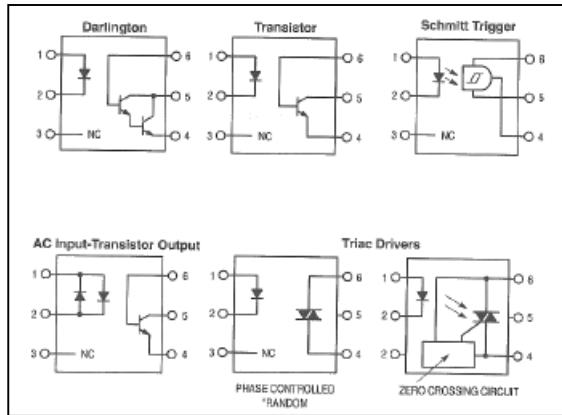 Darlington
Transistor
Schmitt Trigger
1 6
2 5
3 NC 4
1 6
2 5
3 NC 4
1 6
2 5
3 NC 4
AC Input-Transistor Output
Triac Drivers
1 6
2 5
3 NC 4
1 6
2 5
3 NC 4
1 6
2 5
2 4
PHASE CONTROLLED
*RANDOM
ZERO CROSSING CIRCUIT